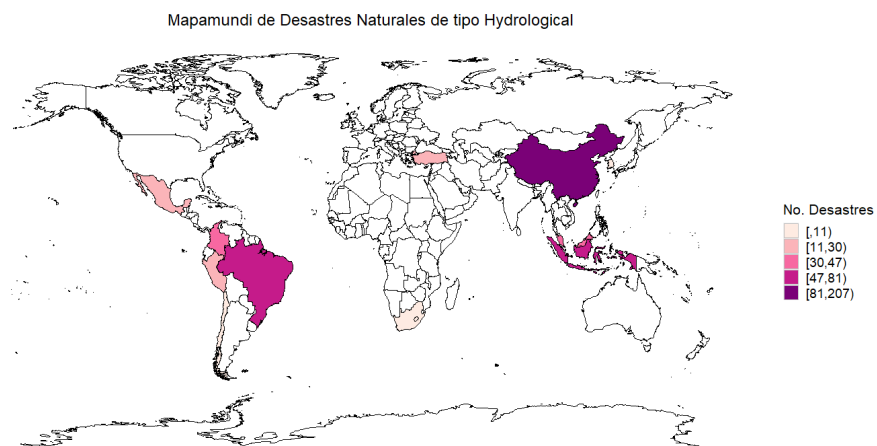 Mapamundi de Desastres Naturales de tipo Hydrological
No. Desastres
[,11)
[11,30)
[30,47)
[47,81)
[81,207)